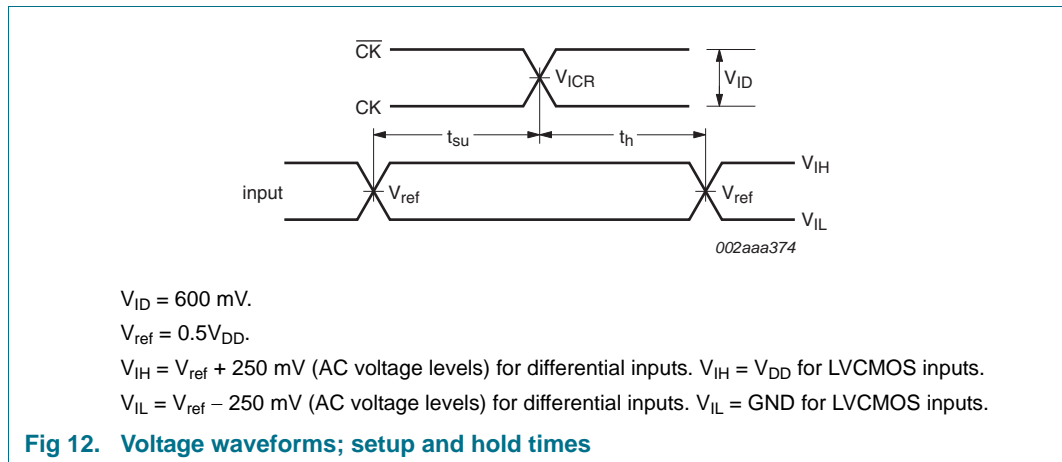 C̅K̅
V_ICR
V_ID
CK
t_su
t_h
V_IH
input
V_ref
V_ref
V_IL
002aaa374
V_ID = 600 mV.
V_ref = 0.5V_DD.
V_IH = V_ref + 250 mV (AC voltage levels) for differential inputs. V_IH = V_DD for LVCMOS inputs.
V_IL = V_ref − 250 mV (AC voltage levels) for differential inputs. V_IL = GND for LVCMOS inputs.
Fig 12. Voltage waveforms; setup and hold times